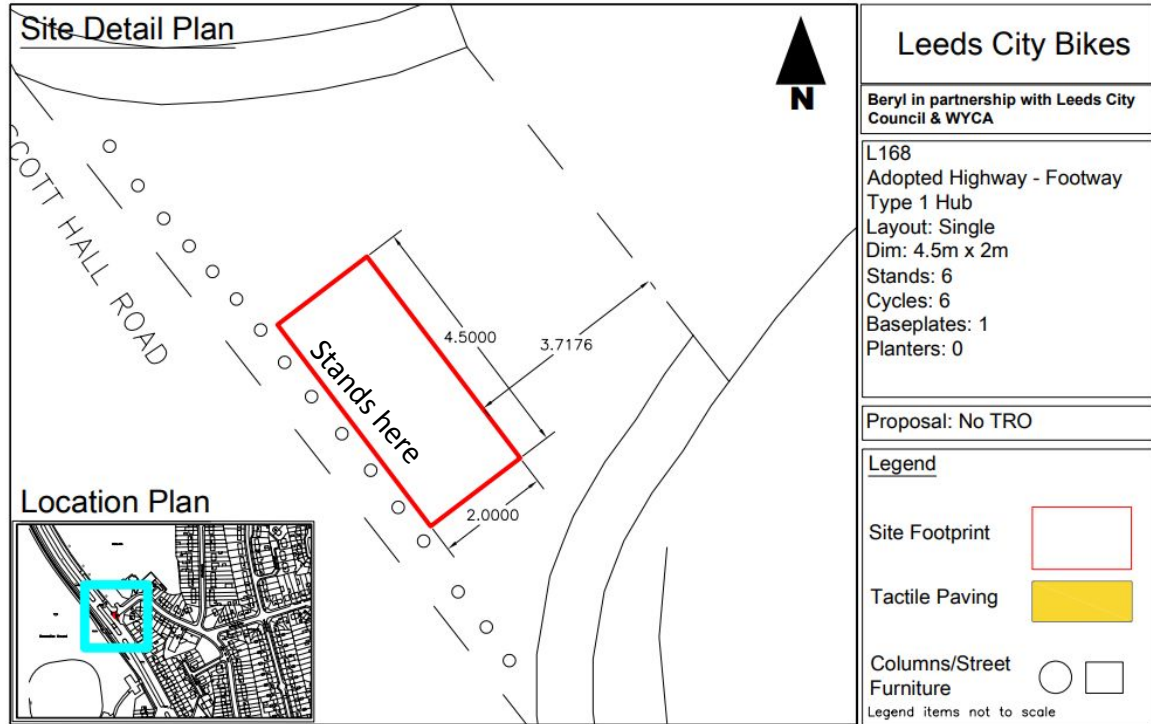 Site Detail Plan
N
SCOTT HALL ROAD
Stands here
4.5000
3.7176
2.0000
Location Plan
Leeds City Bikes
Beryl in partnership with Leeds City
Council & WYCA
L168
Adopted Highway - Footway
Type 1 Hub
Layout: Single
Dim: 4.5m x 2m
Stands: 6
Cycles: 6
Baseplates: 1
Planters: 0
Proposal: No TRO
Legend
Site Footprint
Tactile Paving
Columns/Street
Furniture
Legend items not to scale